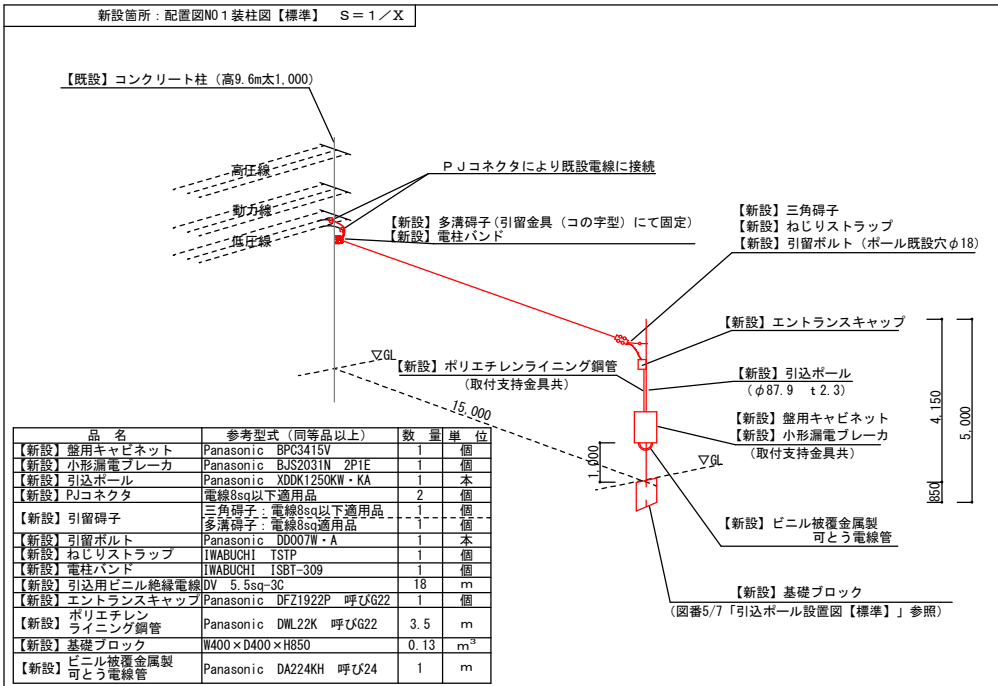 新設箇所：配置図NO1装柱図【標準】　S＝1／X
【既設】コンクリート柱（高9.6m太1,000）
高圧線
動力線
低圧線
ＰＪコネクタにより既設電線に接続
【新設】多溝碍子(引留金具（コの字型）にて固定）
【新設】電柱バンド
【新設】三角碍子
【新設】ねじりストラップ
【新設】引留ボルト（ポール既設穴φ18）
【新設】エントランスキャップ
▽GL
【新設】ポリエチレンライニング鋼管
（取付支持金具共）
【新設】引込ポール
（φ87.9　t2.3）
15,000
4,150
5,000
【新設】盤用キャビネット
【新設】小形漏電ブレーカ
（取付支持金具共）
1,000
▽GL
850
【新設】ビニル被覆金属製
可とう電線管
【新設】基礎ブロック
（図番5/7「引込ポール設置図【標準】」参照）
品　名　参考型式（同等品以上）　数　量　単　位
【新設】盤用キャビネット　Panasonic　BPC3415V　1　個
【新設】小形漏電ブレーカ　Panasonic　BJS2031N　2P1E　1　個
【新設】引込ポール　Panasonic　XDDK1250KW・KA　1　本
【新設】PJコネクタ　電線8sq以下適用品　2　個
【新設】引留碍子　三角碍子：電線8sq以下適用品　1　個
多溝碍子：電線8sq適用品　1　個
【新設】引留ボルト　Panasonic　DD007W・A　1　本
【新設】ねじりストラップ　IWABUCHI　TSTP　1　個
【新設】電柱バンド　IWABUCHI　ISBT-309　1　個
【新設】引込用ビニル絶縁電線　DV　5.5sq-3C　18　m
【新設】エントランスキャップ　Panasonic　DFZ1922P　呼びG22　1　個
【新設】ポリエチレン
ライニング鋼管　Panasonic　DWL22K　呼びG22　3.5　m
【新設】基礎ブロック　W400×D400×H850　0.13　m³
【新設】ビニル被覆金属製
可とう電線管　Panasonic　DA224KH　呼び24　1　m